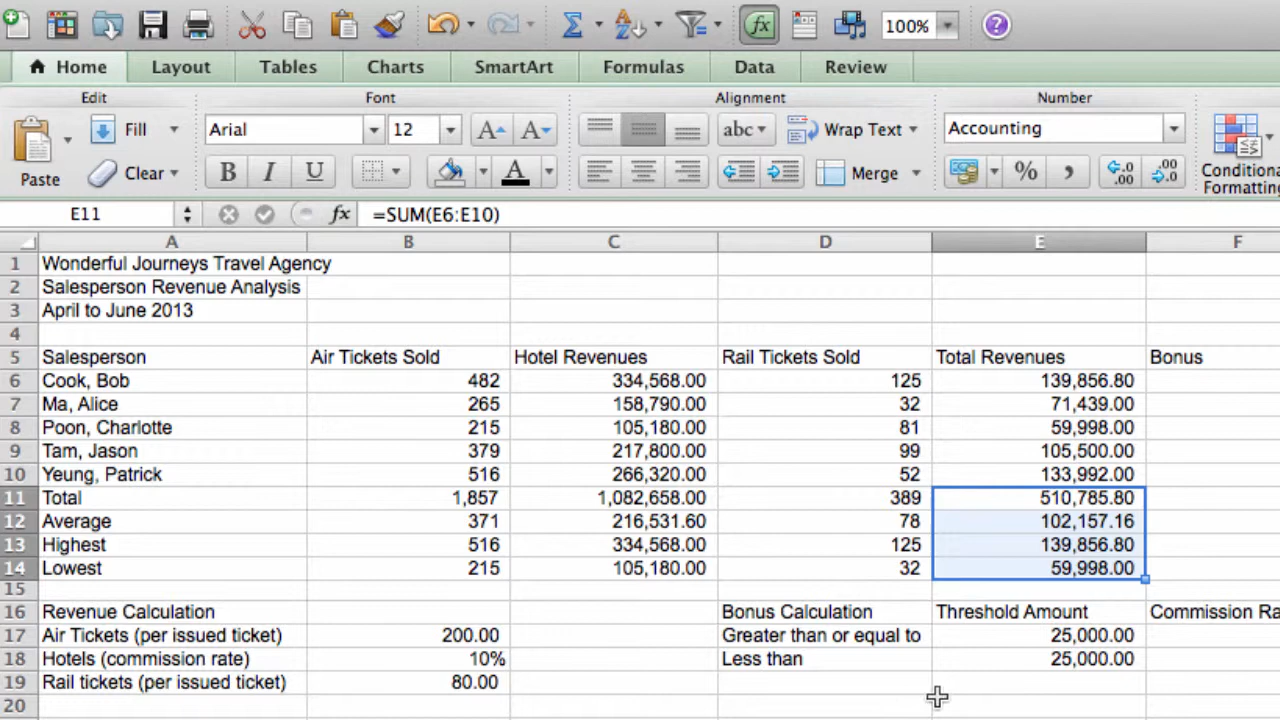 100%
Home Layout Tables Charts SmartArt Formulas Data Review
Edit Font Alignment Number
Fill Arial 12 A A abc Wrap Text Accounting
Paste Clear B I U A Merge % , .0 .00 .00 .0 Conditiona
Formatting
E11 fx =SUM(E6:E10)
A B C D E F
1 Wonderful Journeys Travel Agency
2 Salesperson Revenue Analysis
3 April to June 2013
4
5 Salesperson Air Tickets Sold Hotel Revenues Rail Tickets Sold Total Revenues Bonus
6 Cook, Bob 482 334,568.00 125 139,856.80
7 Ma, Alice 265 158,790.00 32 71,439.00
8 Poon, Charlotte 215 105,180.00 81 59,998.00
9 Tam, Jason 379 217,800.00 99 105,500.00
10 Yeung, Patrick 516 266,320.00 52 133,992.00
11 Total 1,857 1,082,658.00 389 510,785.80
12 Average 371 216,531.60 78 102,157.16
13 Highest 516 334,568.00 125 139,856.80
14 Lowest 215 105,180.00 32 59,998.00
15
16 Revenue Calculation Bonus Calculation Threshold Amount Commission Ra
17 Air Tickets (per issued ticket) 200.00 Greater than or equal to 25,000.00
18 Hotels (commission rate) 10% Less than 25,000.00
19 Rail tickets (per issued ticket) 80.00
20